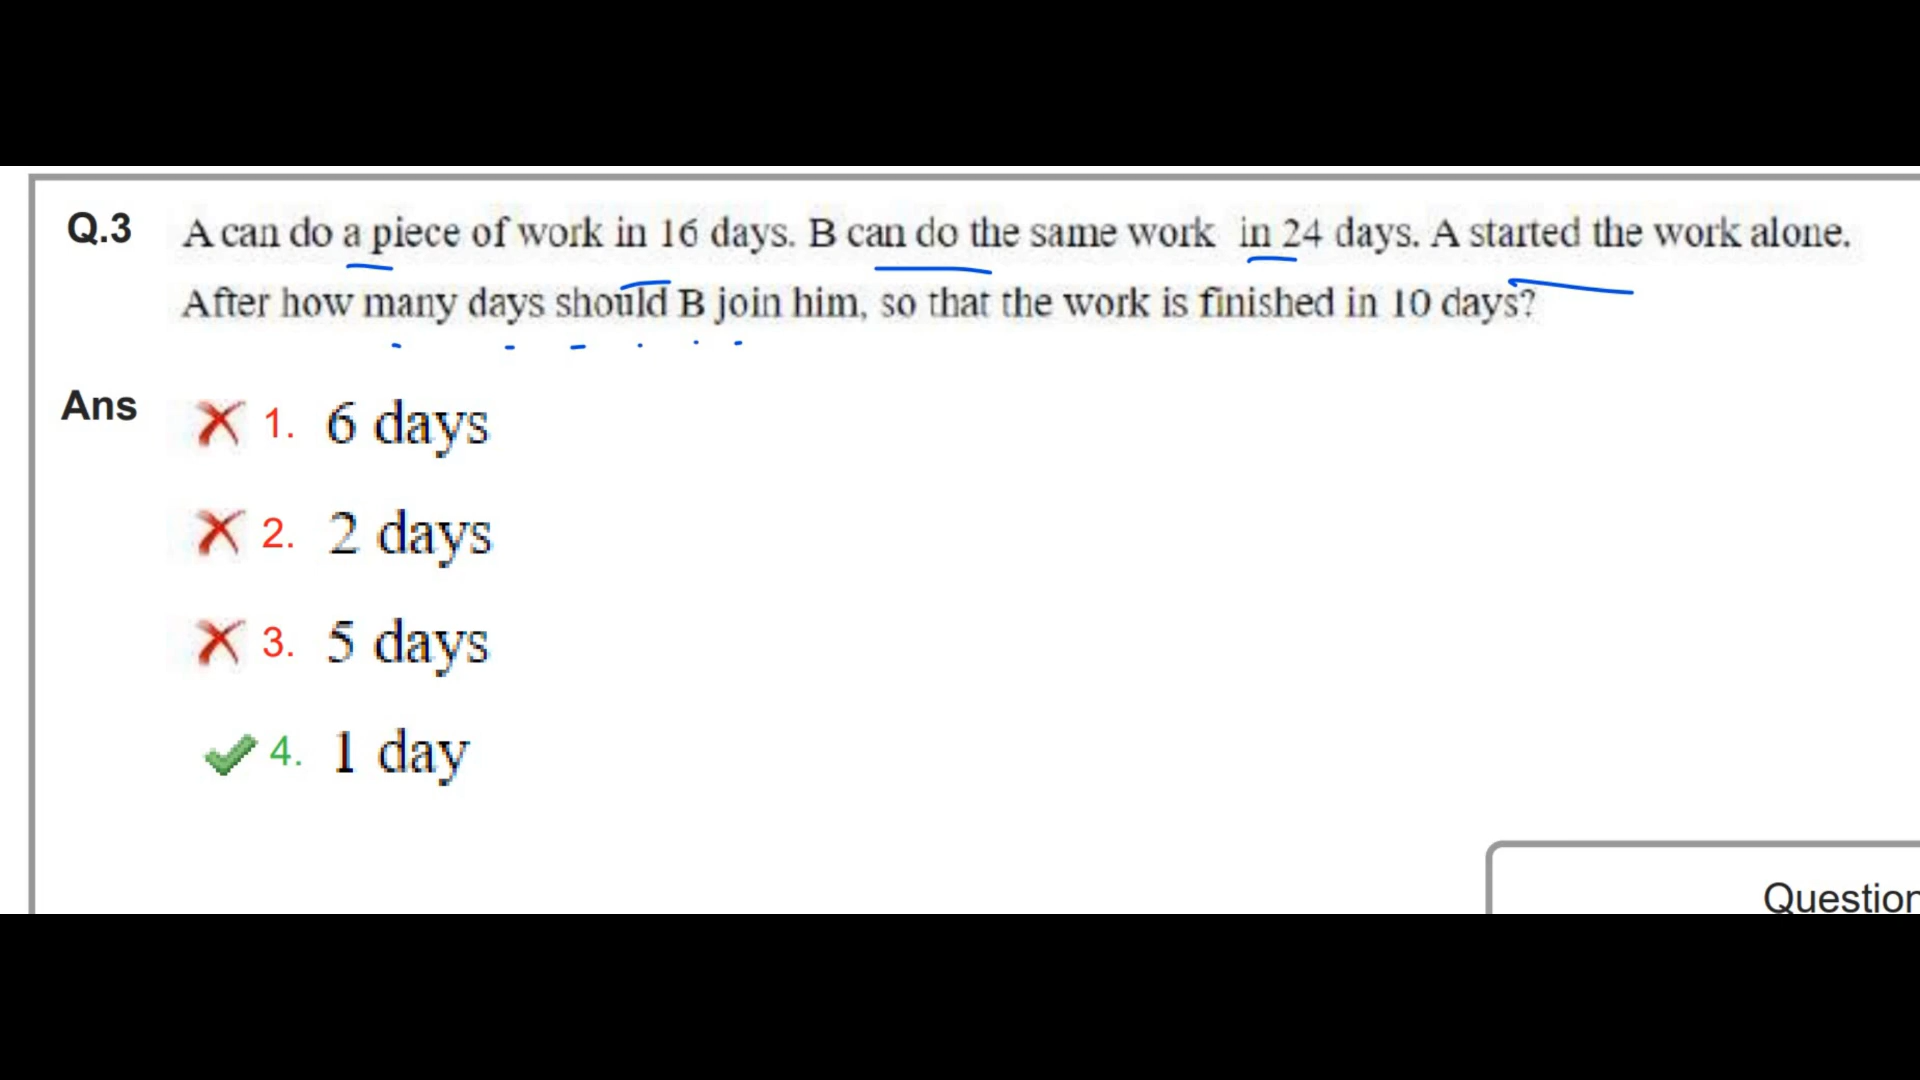 Q.3 A can do a piece of work in 16 days. B can do the same work in 24 days. A started the work alone.
After how many days should B join him, so that the work is finished in 10 days?
Ans 1. 6 days
2. 2 days
3. 5 days
4. 1 day
Question